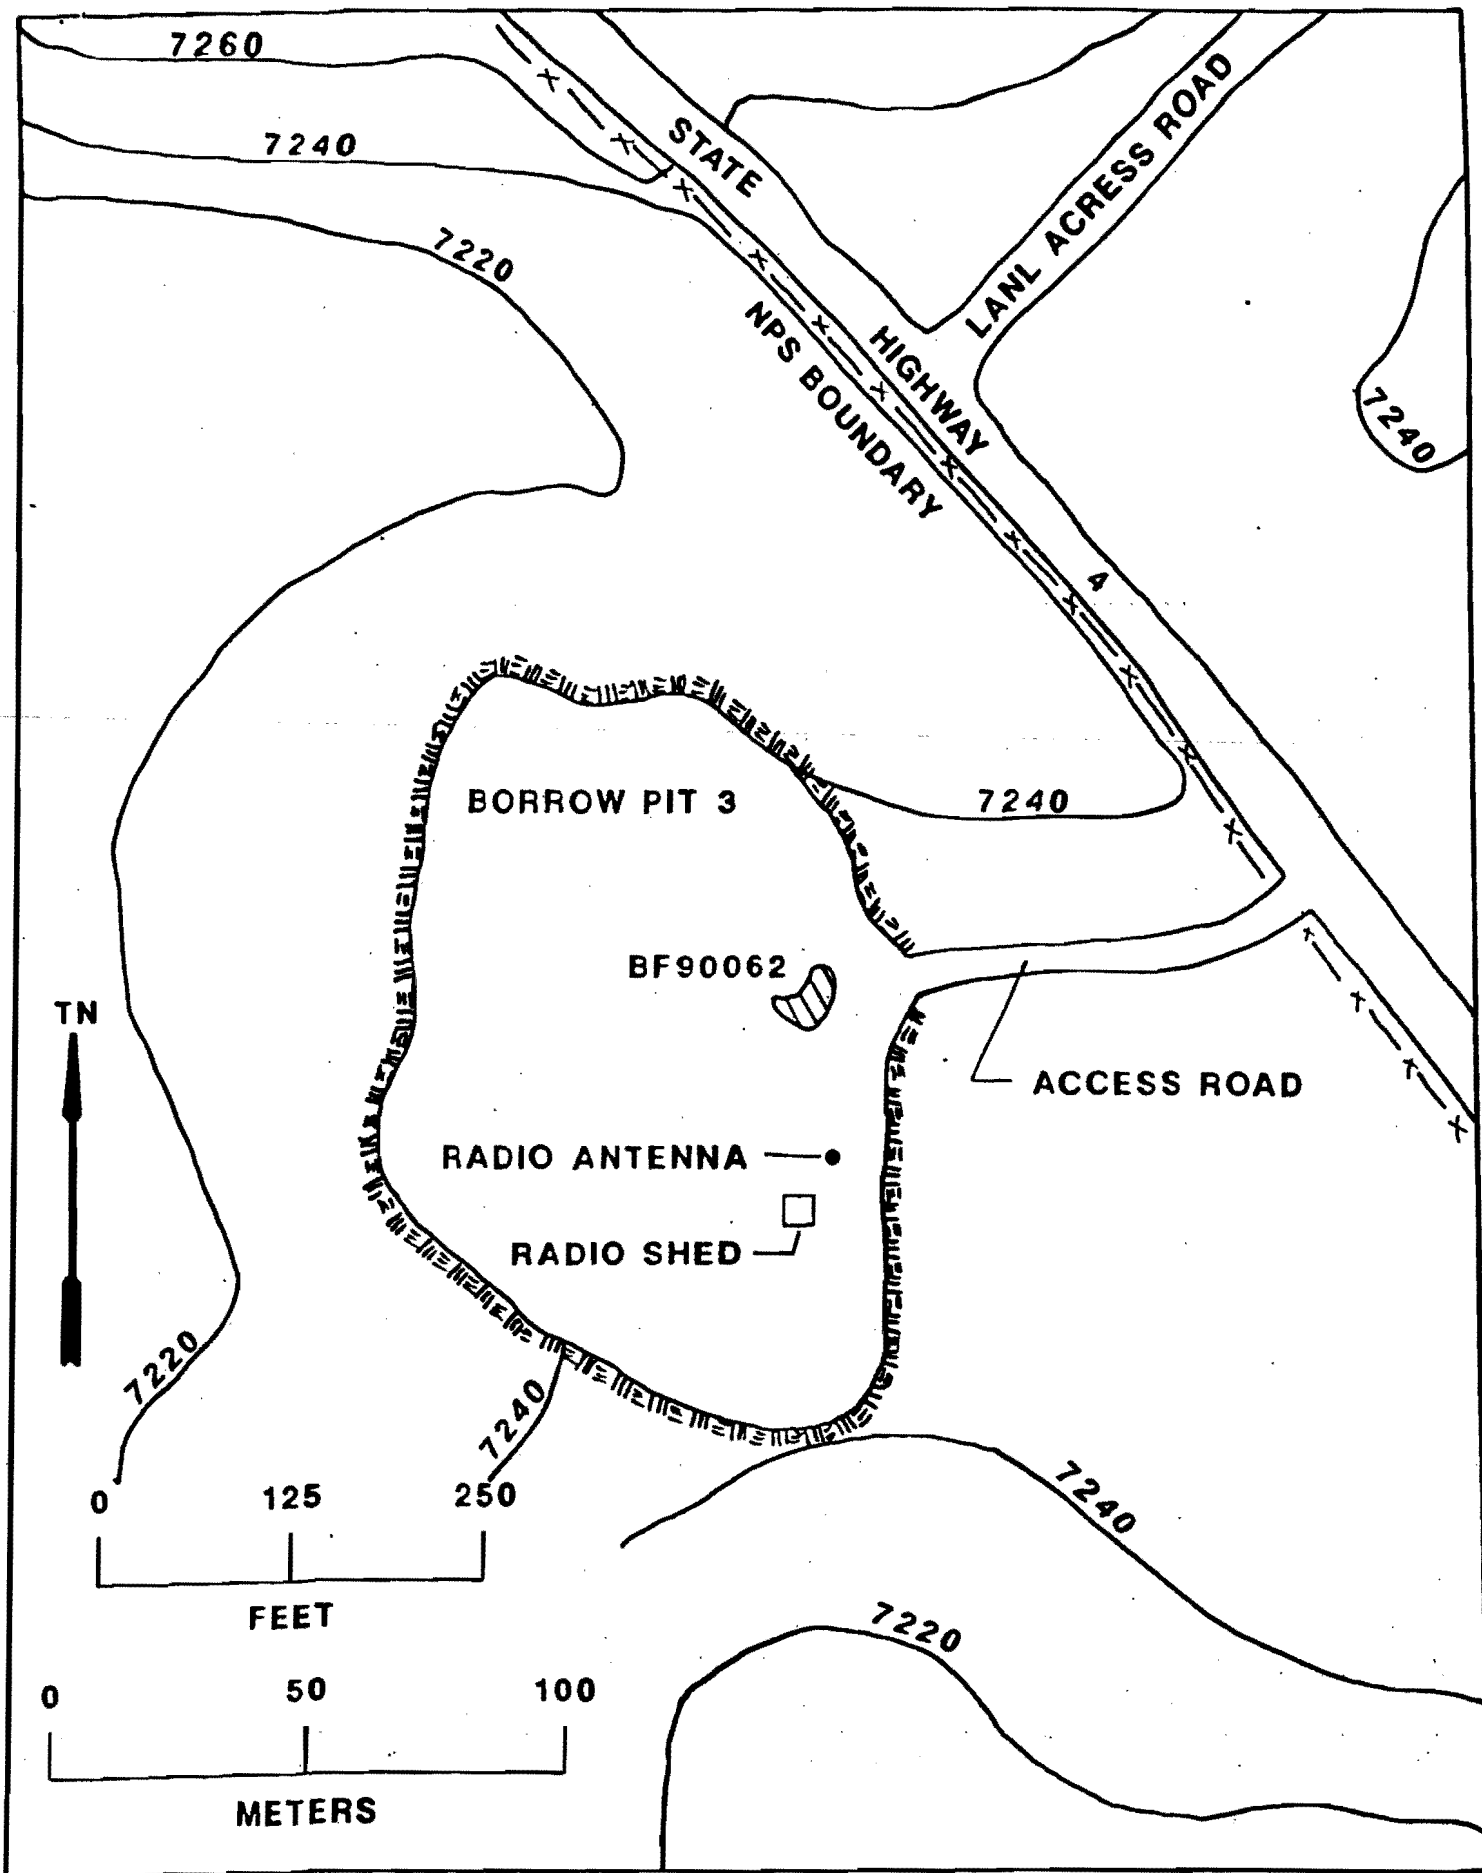 7260
7240
STATE
LANL ACRESS ROAD
7220
HIGHWAY
NPS BOUNDARY
7240
4
BORROW PIT 3
7240
BF90062
TN
ACCESS ROAD
RADIO ANTENNA
RADIO SHED
7220
7240
7240
0 125 250
FEET
7220
0 50 100
METERS